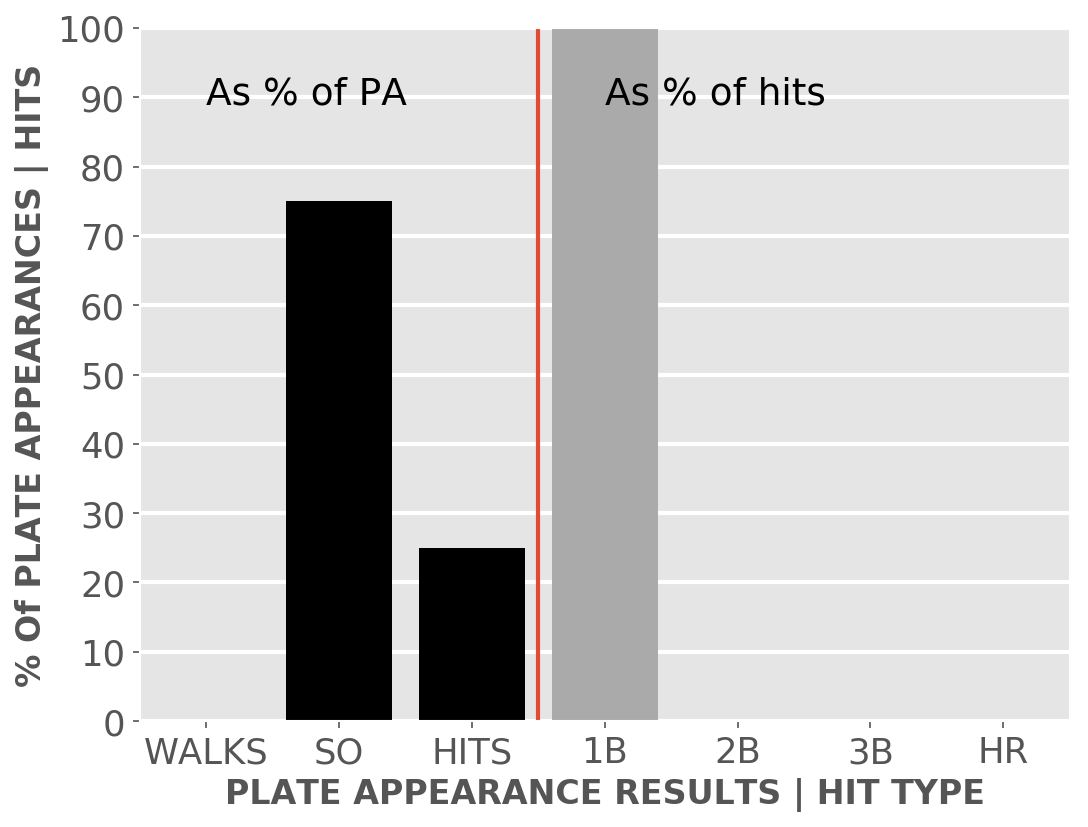 % Of PLATE APPEARANCES | HITS
100
90
80
70
60
50
40
30
20
10
0
As % of PA
As % of hits
WALKS SO HITS 1B 2B 3B HR
PLATE APPEARANCE RESULTS | HIT TYPE